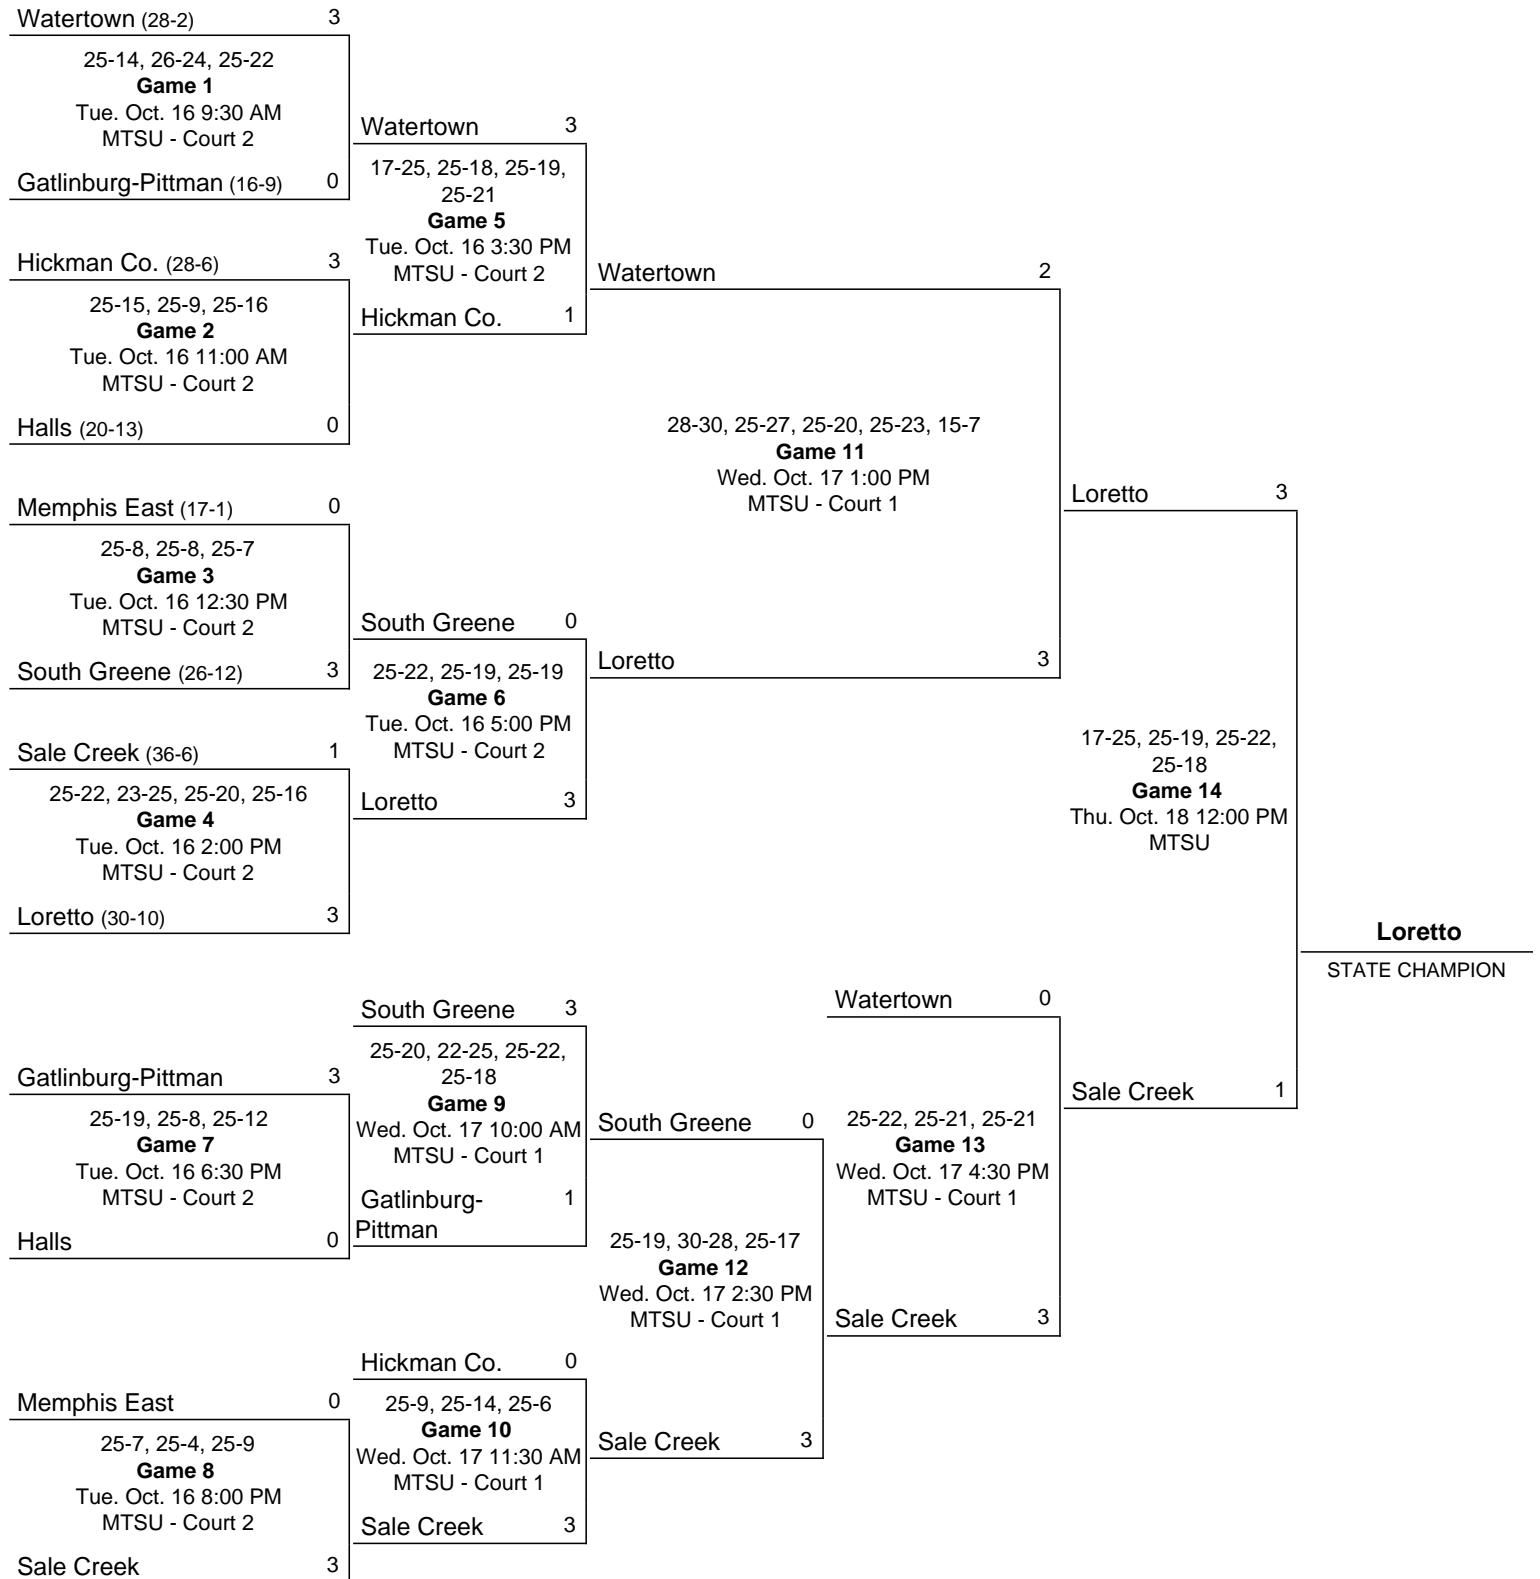 Watertown (28-2) 3
25-14, 26-24, 25-22
Game 1
Tue. Oct. 16 9:30 AM
MTSU - Court 2
Gatlinburg-Pittman (16-9) 0
Hickman Co. (28-6) 3
25-15, 25-9, 25-16
Game 2
Tue. Oct. 16 11:00 AM
MTSU - Court 2
Halls (20-13) 0
Memphis East (17-1) 0
25-8, 25-8, 25-7
Game 3
Tue. Oct. 16 12:30 PM
MTSU - Court 2
South Greene (26-12) 3
Sale Creek (36-6) 1
25-22, 23-25, 25-20, 25-16
Game 4
Tue. Oct. 16 2:00 PM
MTSU - Court 2
Loretto (30-10) 3
Watertown 3
17-25, 25-18, 25-19,
25-21
Game 5
Tue. Oct. 16 3:30 PM
MTSU - Court 2
Hickman Co. 1
South Greene 0
25-22, 25-19, 25-19
Game 6
Tue. Oct. 16 5:00 PM
MTSU - Court 2
Loretto 3
Watertown 2
28-30, 25-27, 25-20, 25-23, 15-7
Game 11
Wed. Oct. 17 1:00 PM
MTSU - Court 1
Loretto 3
Loretto 3
17-25, 25-19, 25-22,
25-18
Game 14
Thu. Oct. 18 12:00 PM
MTSU
Sale Creek 1
Loretto
STATE CHAMPION
Gatlinburg-Pittman 3
25-19, 25-8, 25-12
Game 7
Tue. Oct. 16 6:30 PM
MTSU - Court 2
Halls 0
Memphis East 0
25-7, 25-4, 25-9
Game 8
Tue. Oct. 16 8:00 PM
MTSU - Court 2
Sale Creek 3
South Greene 3
25-20, 22-25, 25-22,
25-18
Game 9
Wed. Oct. 17 10:00 AM
MTSU - Court 1
Gatlinburg- 1
Pittman
Hickman Co. 0
25-9, 25-14, 25-6
Game 10
Wed. Oct. 17 11:30 AM
MTSU - Court 1
Sale Creek 3
South Greene 0
25-19, 30-28, 25-17
Game 12
Wed. Oct. 17 2:30 PM
MTSU - Court 1
Sale Creek 3
Watertown 0
25-22, 25-21, 25-21
Game 13
Wed. Oct. 17 4:30 PM
MTSU - Court 1
Sale Creek 3